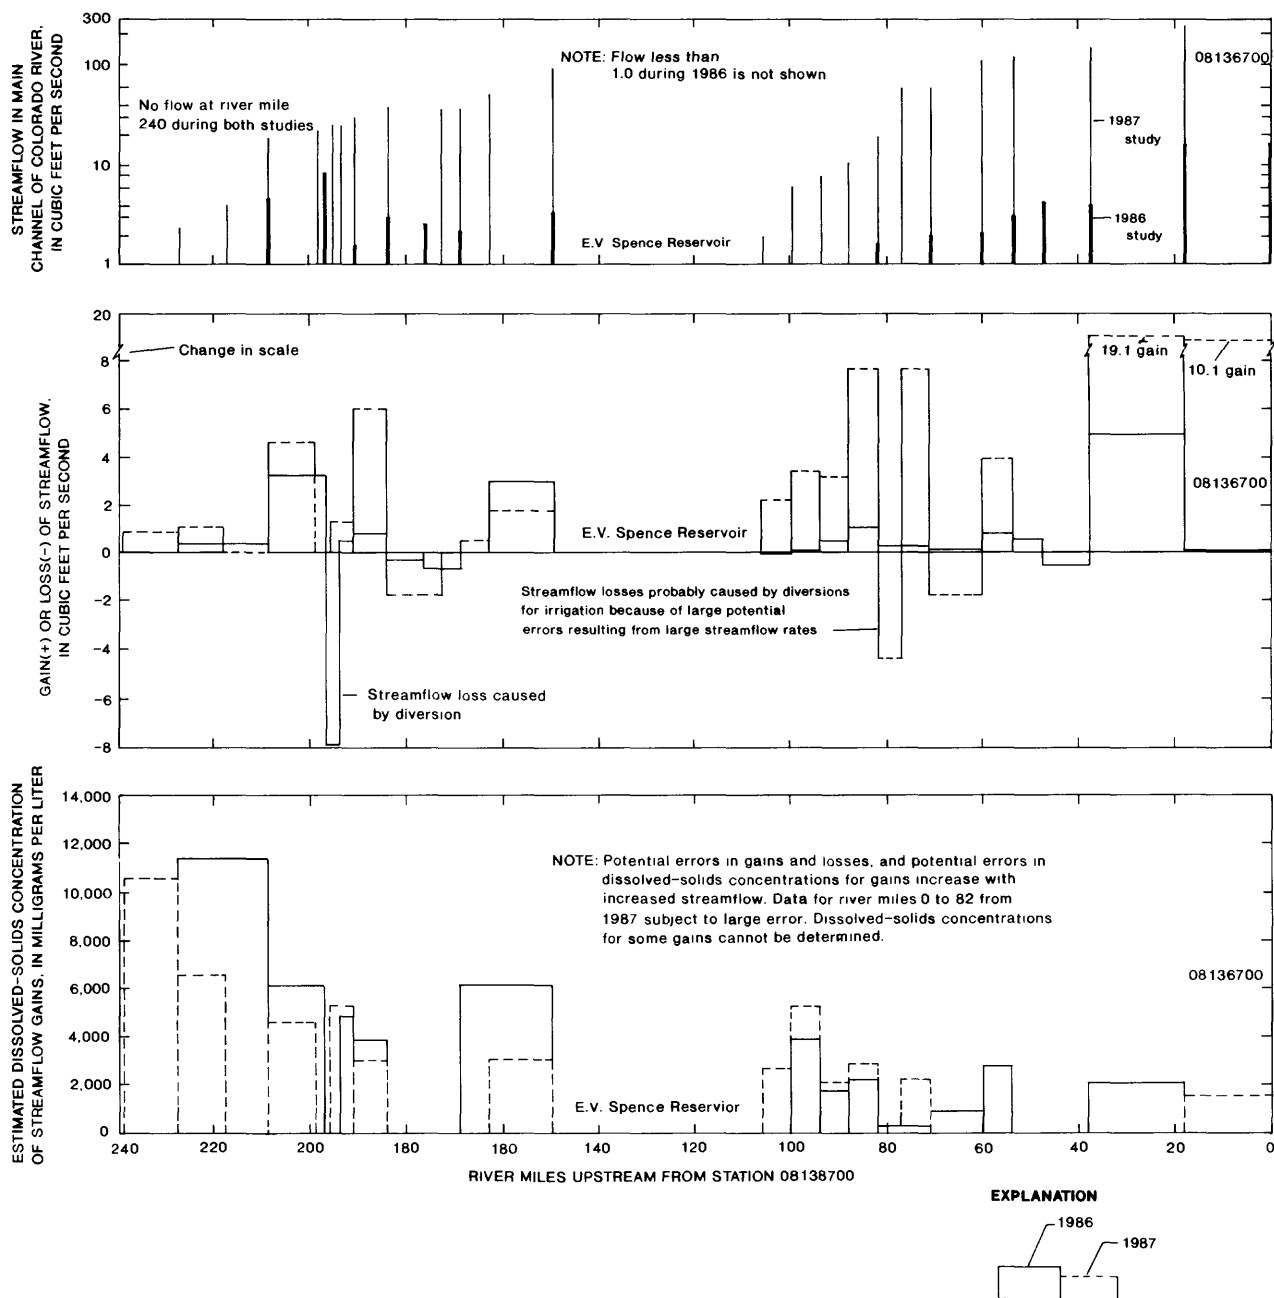 STREAMFLOW IN MAIN
CHANNEL OF COLORADO RIVER,
IN CUBIC FEET PER SECOND
300
100
10
1
No flow at river mile
240 during both studies
NOTE: Flow less than
1.0 during 1986 is not shown
E.V Spence Reservoir
08136700
1987
study
1986
study
GAIN(+) OR LOSS(-) OF STREAMFLOW,
IN CUBIC FEET PER SECOND
20
8
6
4
2
0
-2
-4
-6
-8
Change in scale
19.1 gain
10.1 gain
08136700
E.V. Spence Reservoir
Streamflow losses probably caused by diversions
for irrigation because of large potential
errors resulting from large streamflow rates
Streamflow loss caused
by diversion
ESTIMATED DISSOLVED-SOLIDS CONCENTRATION
OF STREAMFLOW GAINS, IN MILLIGRAMS PER LITER
14,000
12,000
10,000
8,000
6,000
4,000
2,000
0
NOTE: Potential errors in gains and losses, and potential errors in
dissolved-solids concentrations for gains increase with
increased streamflow. Data for river miles 0 to 82 from
1987 subject to large error. Dissolved-solids concentrations
for some gains cannot be determined.
08136700
E.V. Spence Reservior
240 220 200 180 160 140 120 100 80 60 40 20 0
RIVER MILES UPSTREAM FROM STATION 08138700
EXPLANATION
1986
1987